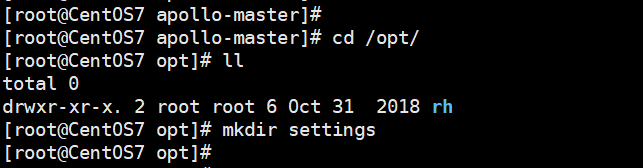 [root@CentOS7 apollo-master]#
[root@CentOS7 apollo-master]# cd /opt/
[root@CentOS7 opt]# ll
total 0
drwxr-xr-x. 2 root root 6 Oct 31  2018 rh
[root@CentOS7 opt]# mkdir settings
[root@CentOS7 opt]#